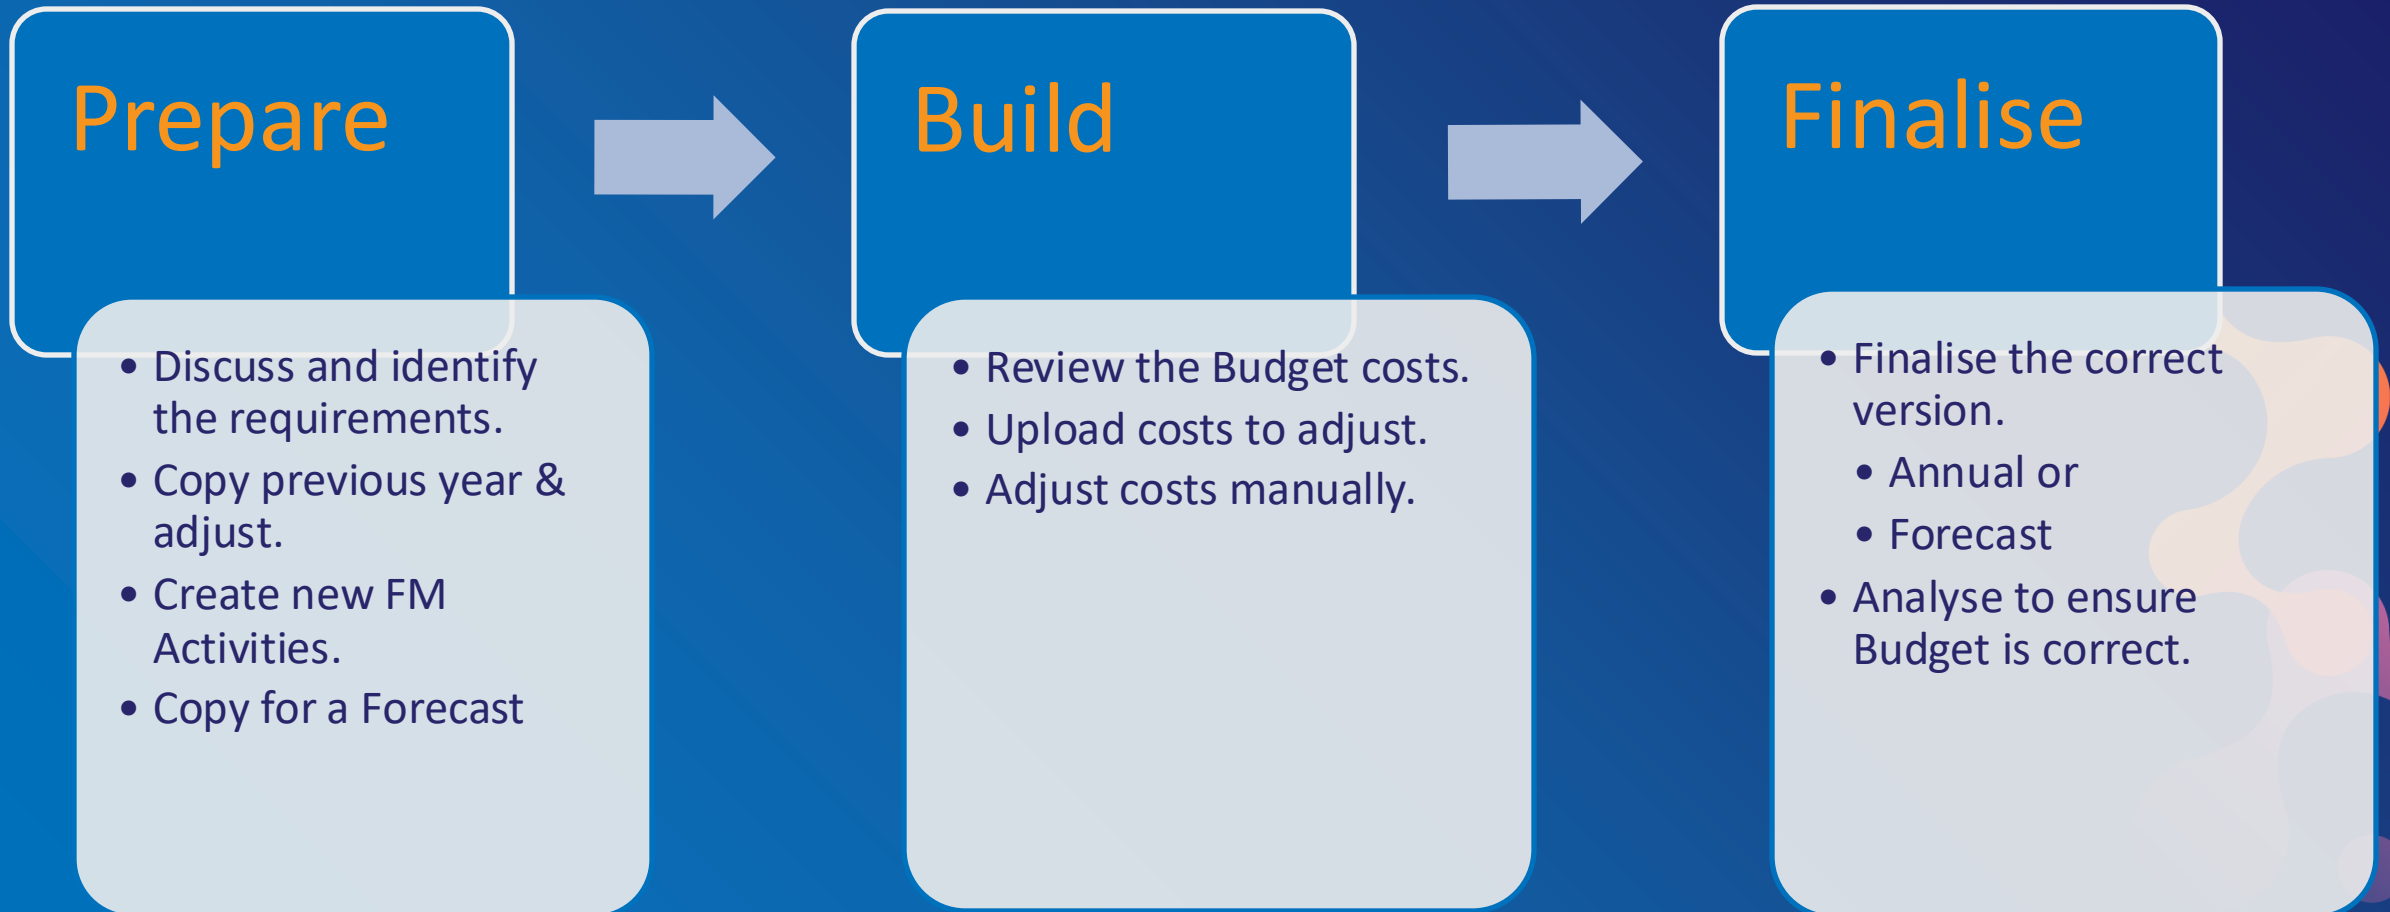 Prepare
• Discuss and identify
the requirements.
• Copy previous year &
adjust.
• Create new FM
Activities.
• Copy for a Forecast
Build
• Review the Budget costs.
• Upload costs to adjust.
• Adjust costs manually.
Finalise
• Finalise the correct
version.
• Annual or
• Forecast
• Analyse to ensure
Budget is correct.